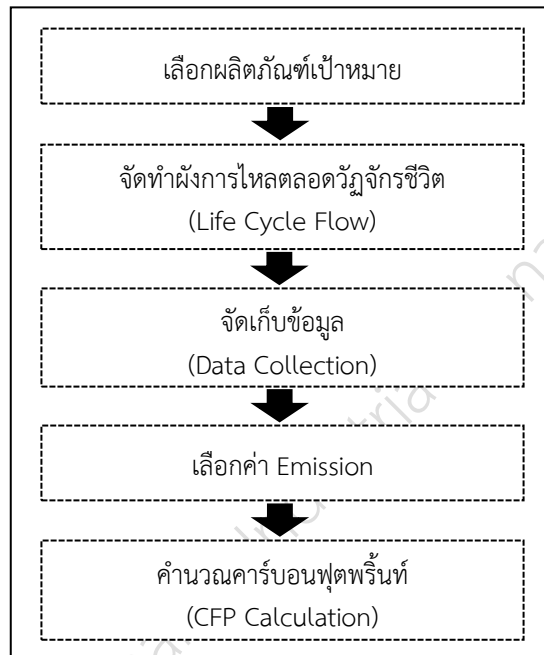 เลือกผลิตภัณฑ์เป้าหมาย
จัดทำผังการไหลตลอดวัฏจักรชีวิต
(Life Cycle Flow)
จัดเก็บข้อมูล
(Data Collection)
เลือกค่า Emission
คำนวณคาร์บอนฟุตพริ้นท์
(CFP Calculation)